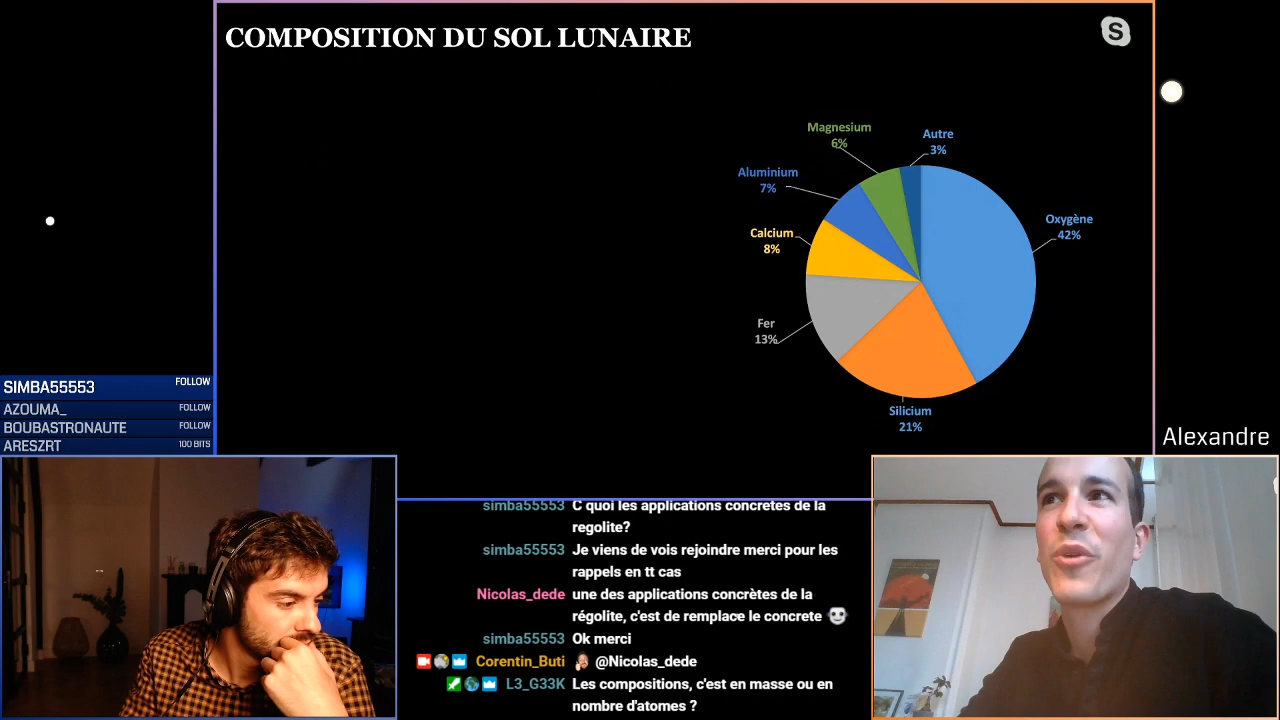 COMPOSITION DU SOL LUNAIRE
S
Magnesium
6%
Autre
3%
Aluminium
7%
Oxygène
42%
Calcium
8%
Fer
13%
Silicium
21%
SIMBA55553 FOLLOW
AZOUMA_ FOLLOW
BOUBASTRONAUTE FOLLOW
ARESZRT 100 BITS
Alexandre
simba55553 C quoi les applications concretes de la
regolite?
simba55553 Je viens de vois rejoindre merci pour les
rappels en tt cas
Nicolas_dede une des applications concrètes de la
régolite, c'est de remplace le concrete
simba55553 Ok merci
Corentin_Buti @Nicolas_dede
L3_G33K Les compositions, c'est en masse ou en
nombre d'atomes ?